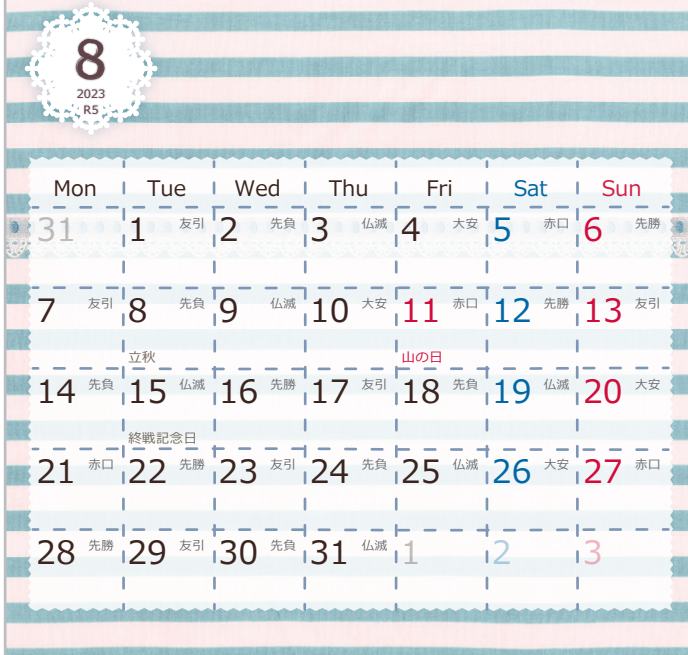 8
2023
R5
Mon Tue Wed Thu Fri Sat Sun
31 1 友引 2 先負 3 仏滅 4 大安 5 赤口 6 先勝
7 友引 8 先負 9 仏滅 10 大安 11 赤口 12 先勝 13 友引
立秋 山の日
14 先負 15 仏滅 16 先勝 17 友引 18 先負 19 仏滅 20 大安
終戦記念日
21 赤口 22 先勝 23 友引 24 先負 25 仏滅 26 大安 27 赤口
28 先勝 29 友引 30 先負 31 仏滅 1 2 3